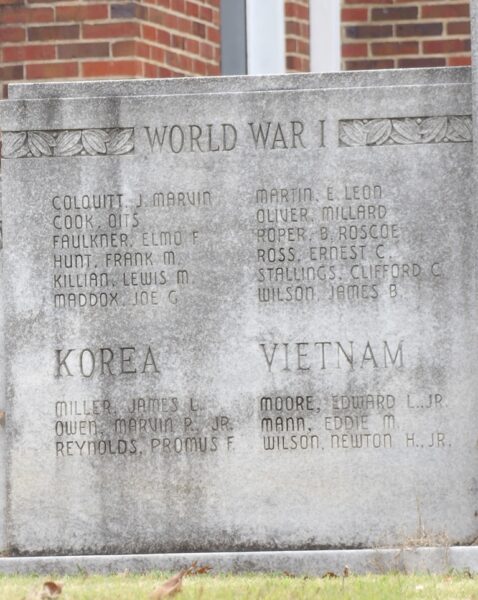 WORLD WAR I
COLQUITT, J. MARVIN
COOK, OITS
FAULKNER, ELMO F.
HUNT, FRANK M.
KILLIAN, LEWIS M.
MADDOX, JOE G.
MARTIN, E. LEON
OLIVER, MILLARD
ROPER, B. ROSCOE
ROSS, ERNEST C.
STALLINGS, CLIFFORD C.
WILSON, JAMES B.
KOREA
MILLER, JAMES L.
OWEN, MARVIN R. JR.
REYNOLDS, PROMUS F.
VIETNAM
MOORE, EDWARD L., JR.
MANN, EDDIE M.
WILSON, NEWTON H., JR.